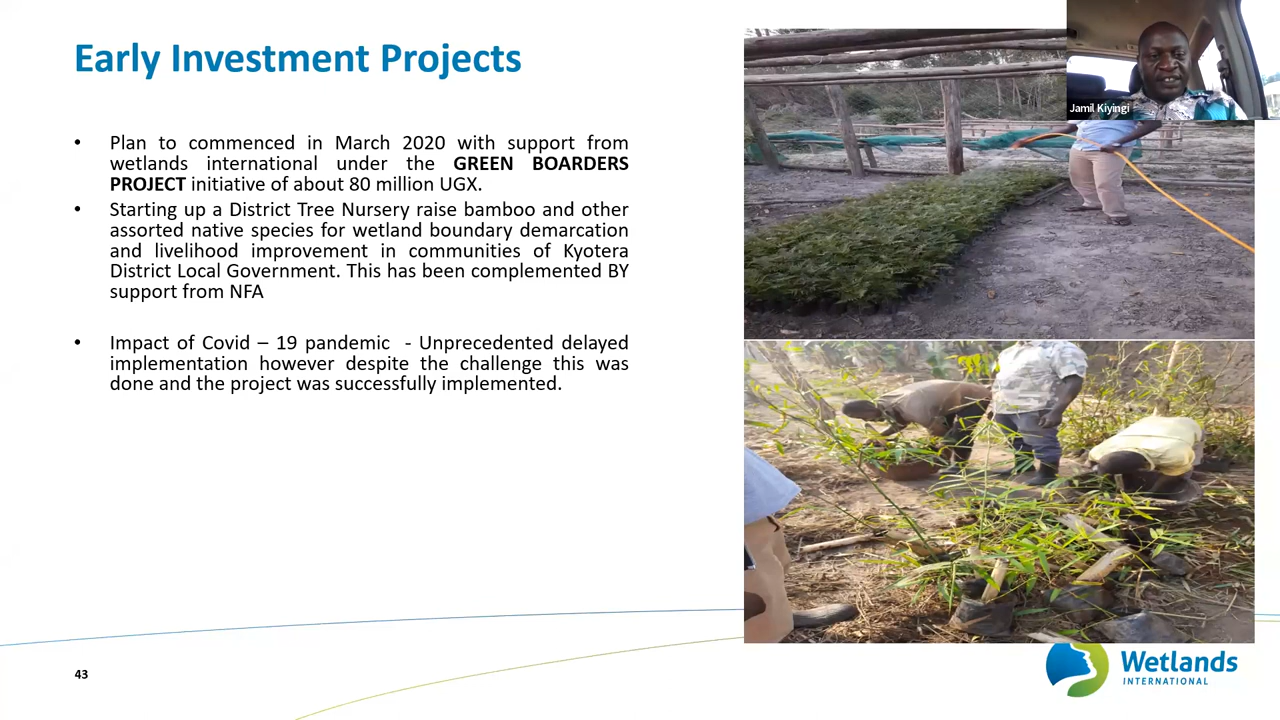 Early Investment Projects
Jamil Kiyingi
• Plan to commenced in March 2020 with support from
wetlands international under the GREEN BOARDERS
PROJECT initiative of about 80 million UGX.
• Starting up a District Tree Nursery raise bamboo and other
assorted native species for wetland boundary demarcation
and livelihood improvement in communities of Kyotera
District Local Government. This has been complemented BY
support from NFA
• Impact of Covid – 19 pandemic - Unprecedented delayed
implementation however despite the challenge this was
done and the project was successfully implemented.
43
Wetlands
INTERNATIONAL